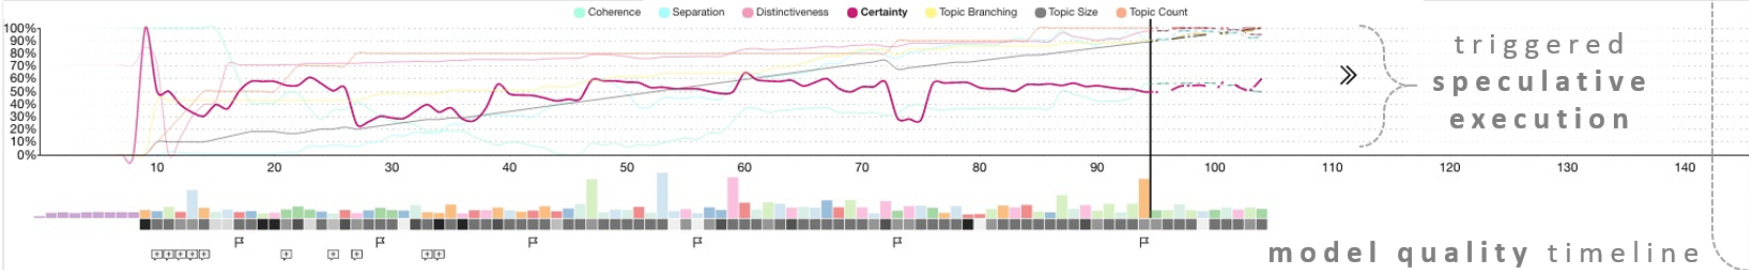 Coherence Separation Distinctiveness Certainty Topic Branching Topic Size Topic Count
100%
90%
80%
70%
60%
50%
40%
30%
20%
10%
0%
10 20 30 40 50 60 70 80 90 100 110 120 130 140
triggered
speculative
execution
model quality timeline